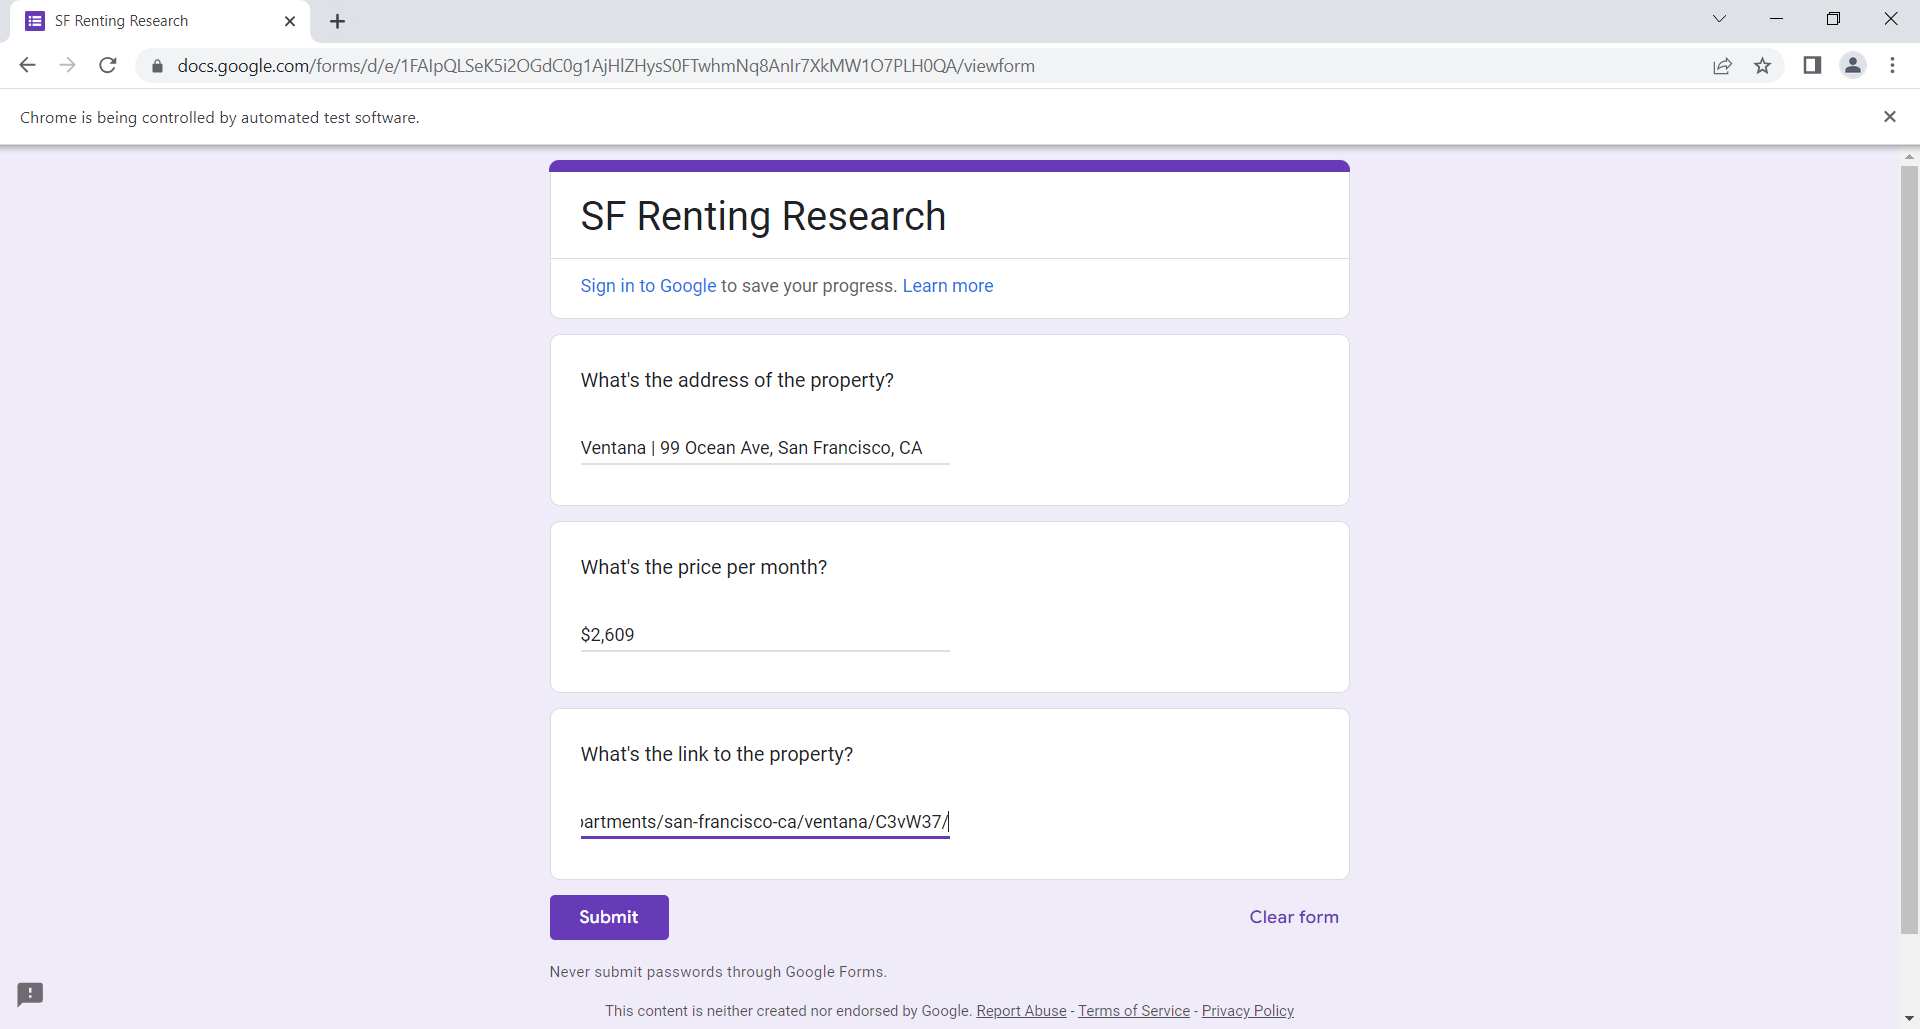 SF Renting Research
docs.google.com/forms/d/e/1FAIpQLSeK5i2OGdC0g1AjHlZHysS0FTwhmNq8AnIr7XkMW1O7PLH0QA/viewform
Chrome is being controlled by automated test software.
SF Renting Research
Sign in to Google to save your progress. Learn more
What's the address of the property?
Ventana | 99 Ocean Ave, San Francisco, CA
What's the price per month?
$2,609
What's the link to the property?
partments/san-francisco-ca/ventana/C3vW37/
Submit
Clear form
Never submit passwords through Google Forms.
This content is neither created nor endorsed by Google. Report Abuse - Terms of Service - Privacy Policy